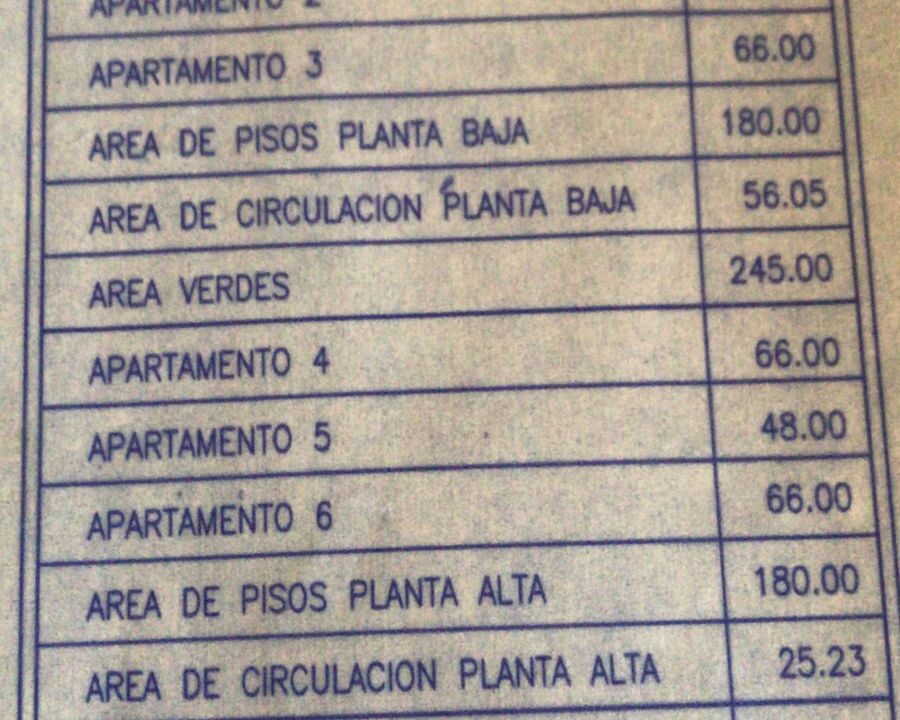 APARTAMENTO 2
APARTAMENTO 3 66.00
AREA DE PISOS PLANTA BAJA 180.00
AREA DE CIRCULACION PLANTA BAJA 56.05
AREA VERDES 245.00
APARTAMENTO 4 66.00
APARTAMENTO 5 48.00
APARTAMENTO 6 66.00
AREA DE PISOS PLANTA ALTA 180.00
AREA DE CIRCULACION PLANTA ALTA 25.23